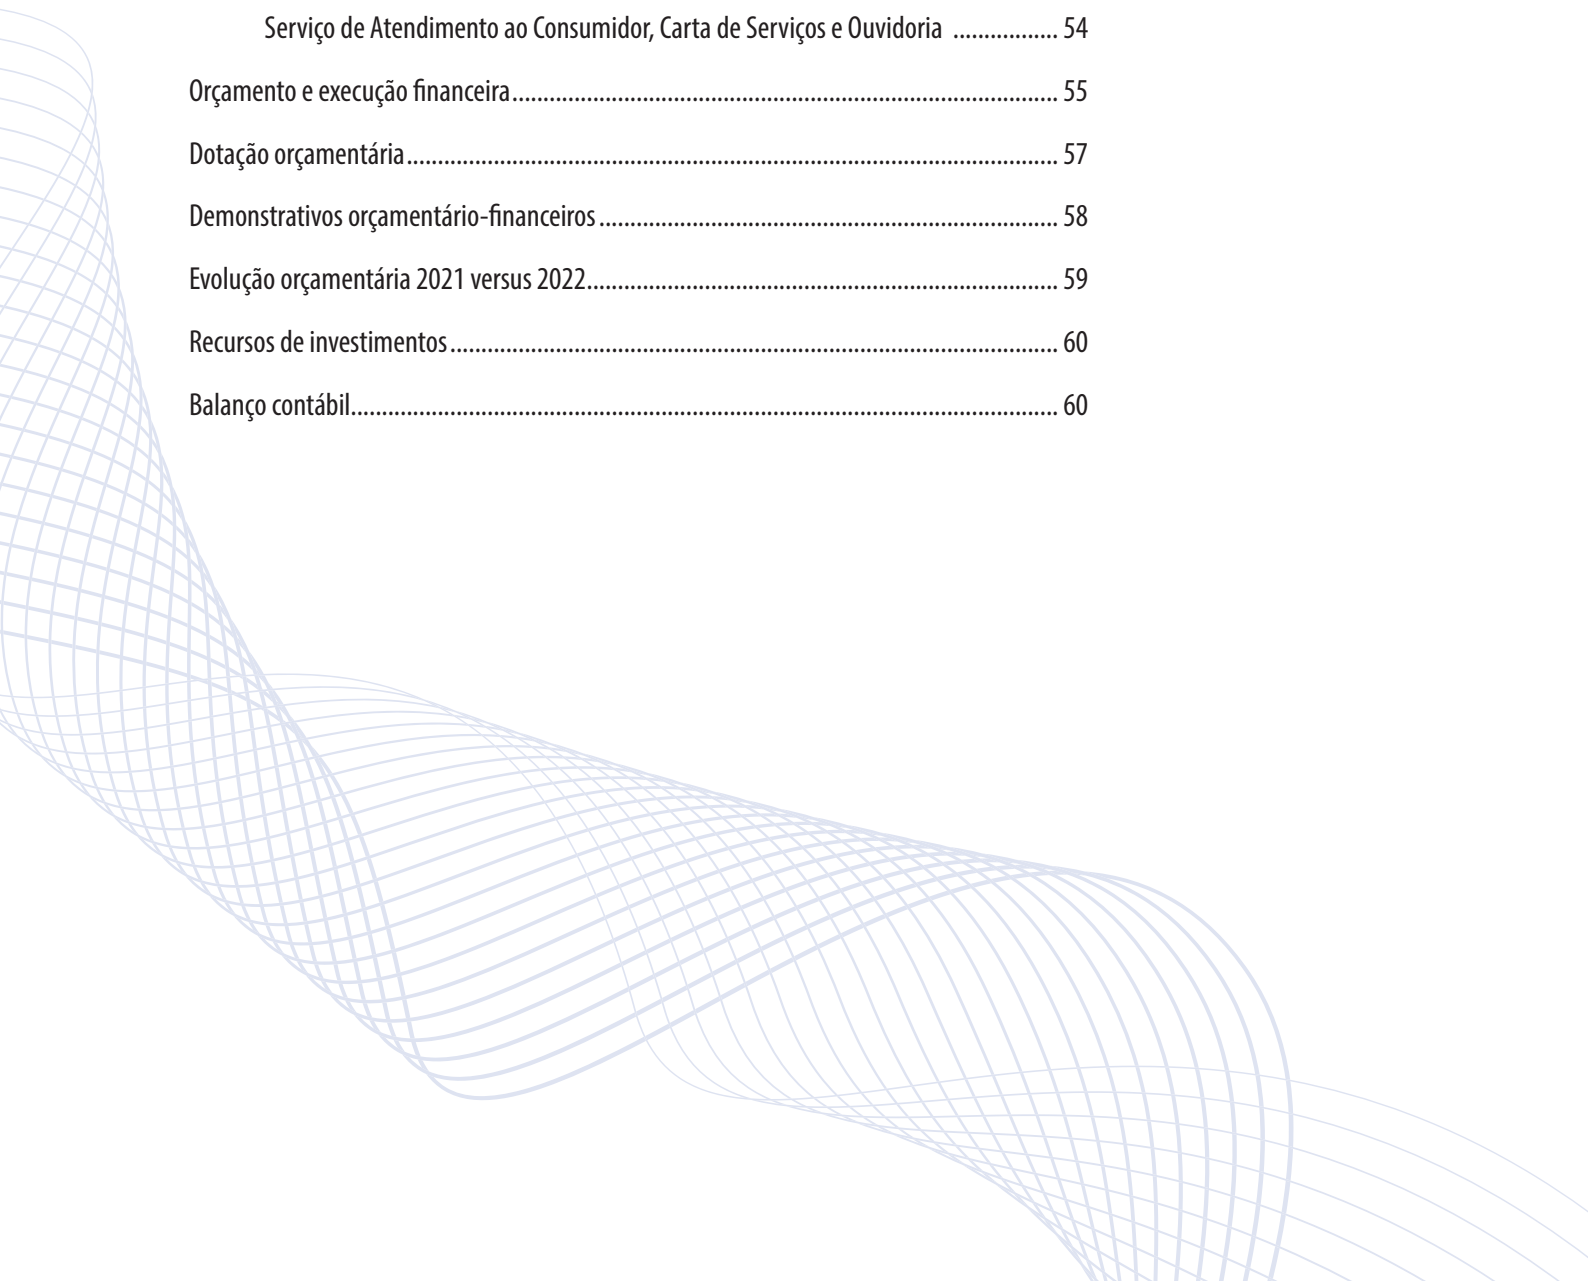 Serviço de Atendimento ao Consumidor, Carta de Serviços e Ouvidoria ................. 54
Orçamento e execução financeira........................................................................................ 55
Dotação orçamentária......................................................................................................... 57
Demonstrativos orçamentário-financeiros .......................................................................... 58
Evolução orçamentária 2021 versus 2022............................................................................ 59
Recursos de investimentos.................................................................................................. 60
Balanço contábil.................................................................................................................. 60